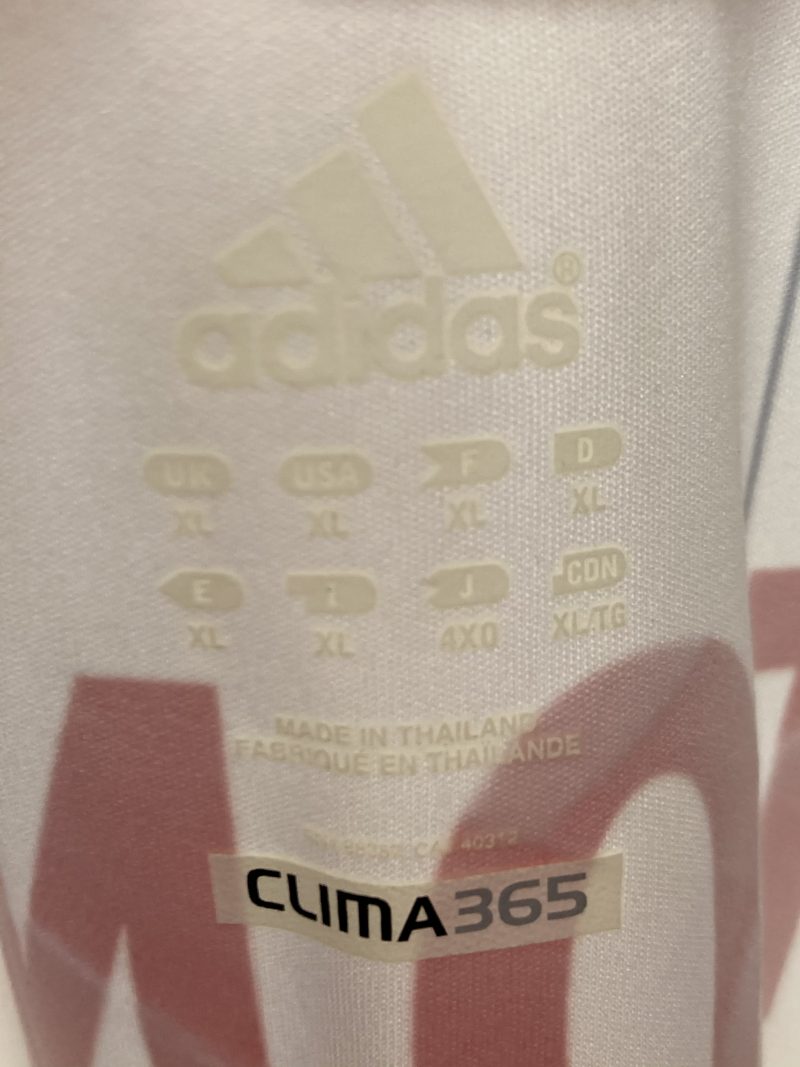 adidas®
UK USA F D
XL XL XL XL
E I J CDN
XL XL 4XO XL/TG
MADE IN THAILAND
FABRIQUÉ EN THAÏLANDE
CLIMA365